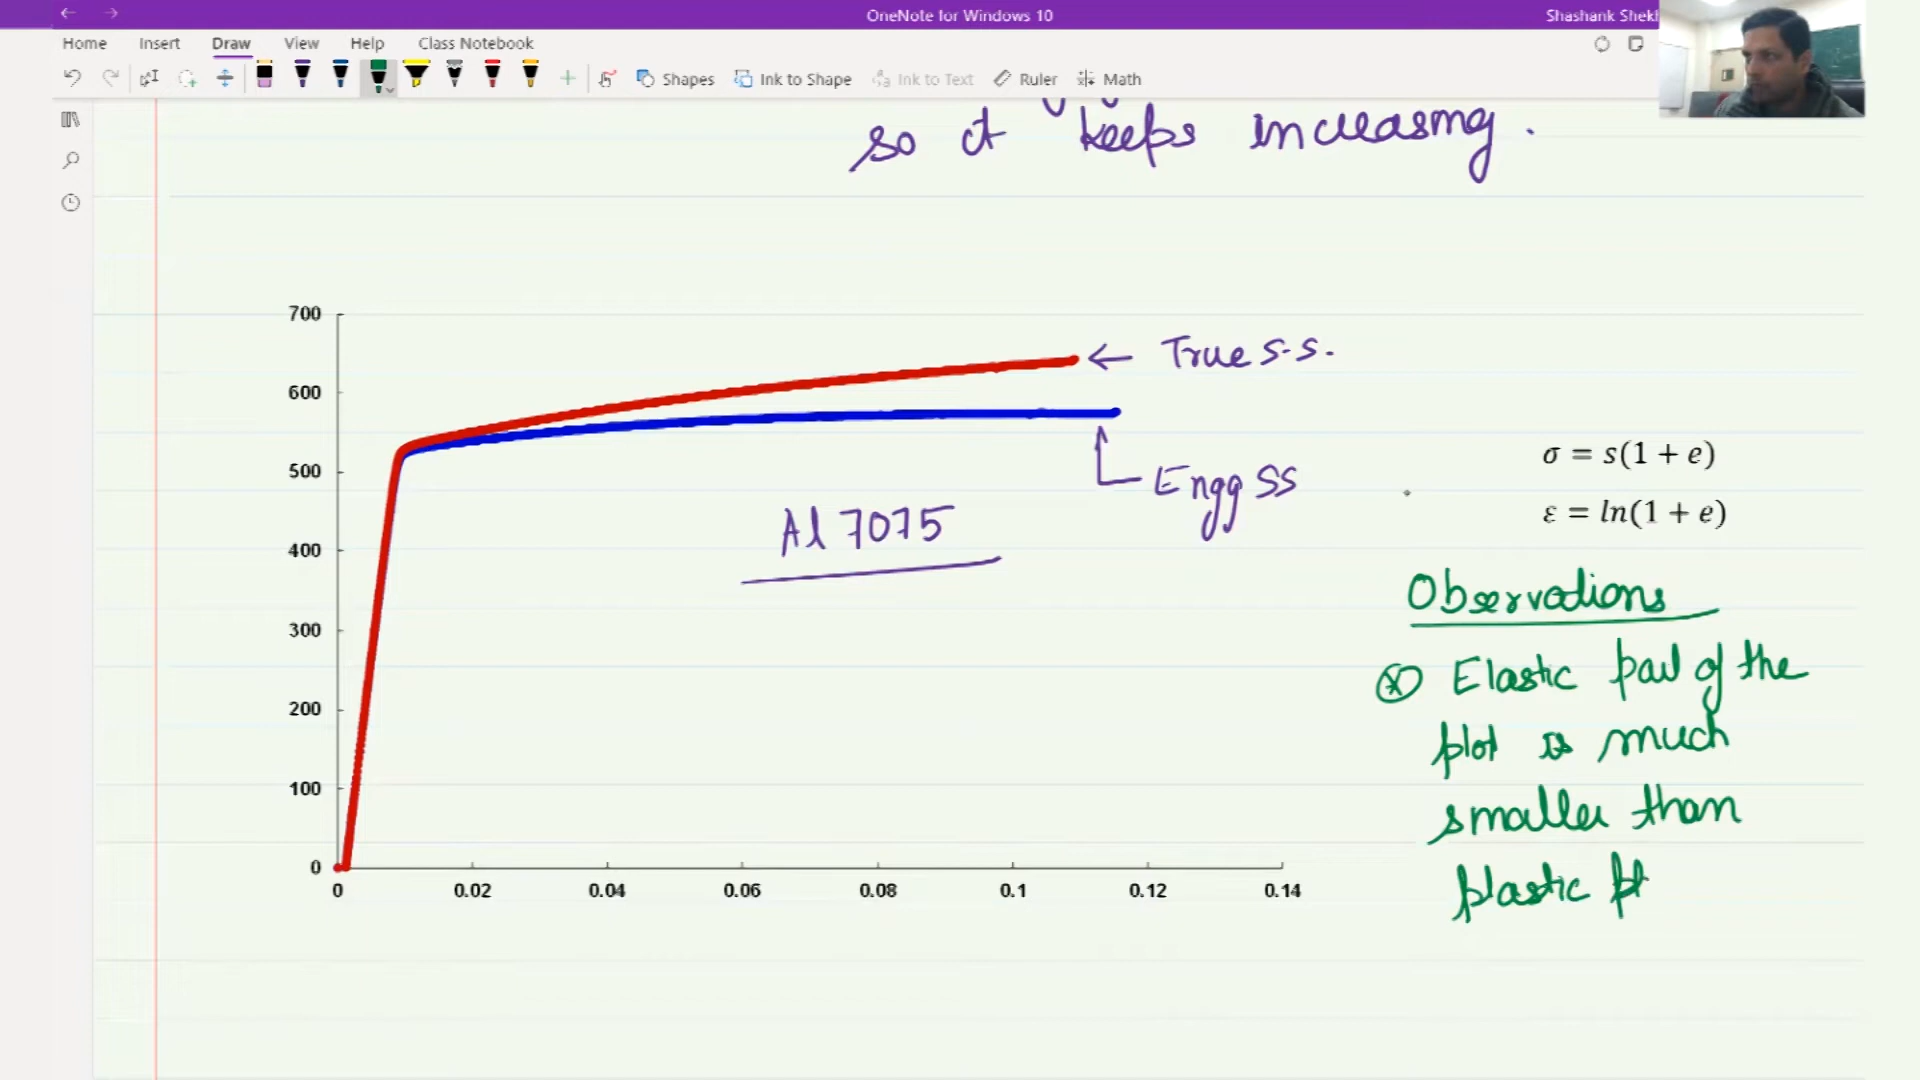 OneNote for Windows 10
Shashank Shekh
Home Insert Draw View Help Class Notebook
Shapes Ink to Shape Ink to Text Ruler Math
so it keeps increasing.
700
600
500
400
300
200
100
0
0 0.02 0.04 0.06 0.08 0.1 0.12 0.14
← True S.S.
Engg SS
Al 7075
σ = s(1 + e)
ε = ln(1 + e)
Observations
Elastic part of the
plot is much
smaller than
plastic